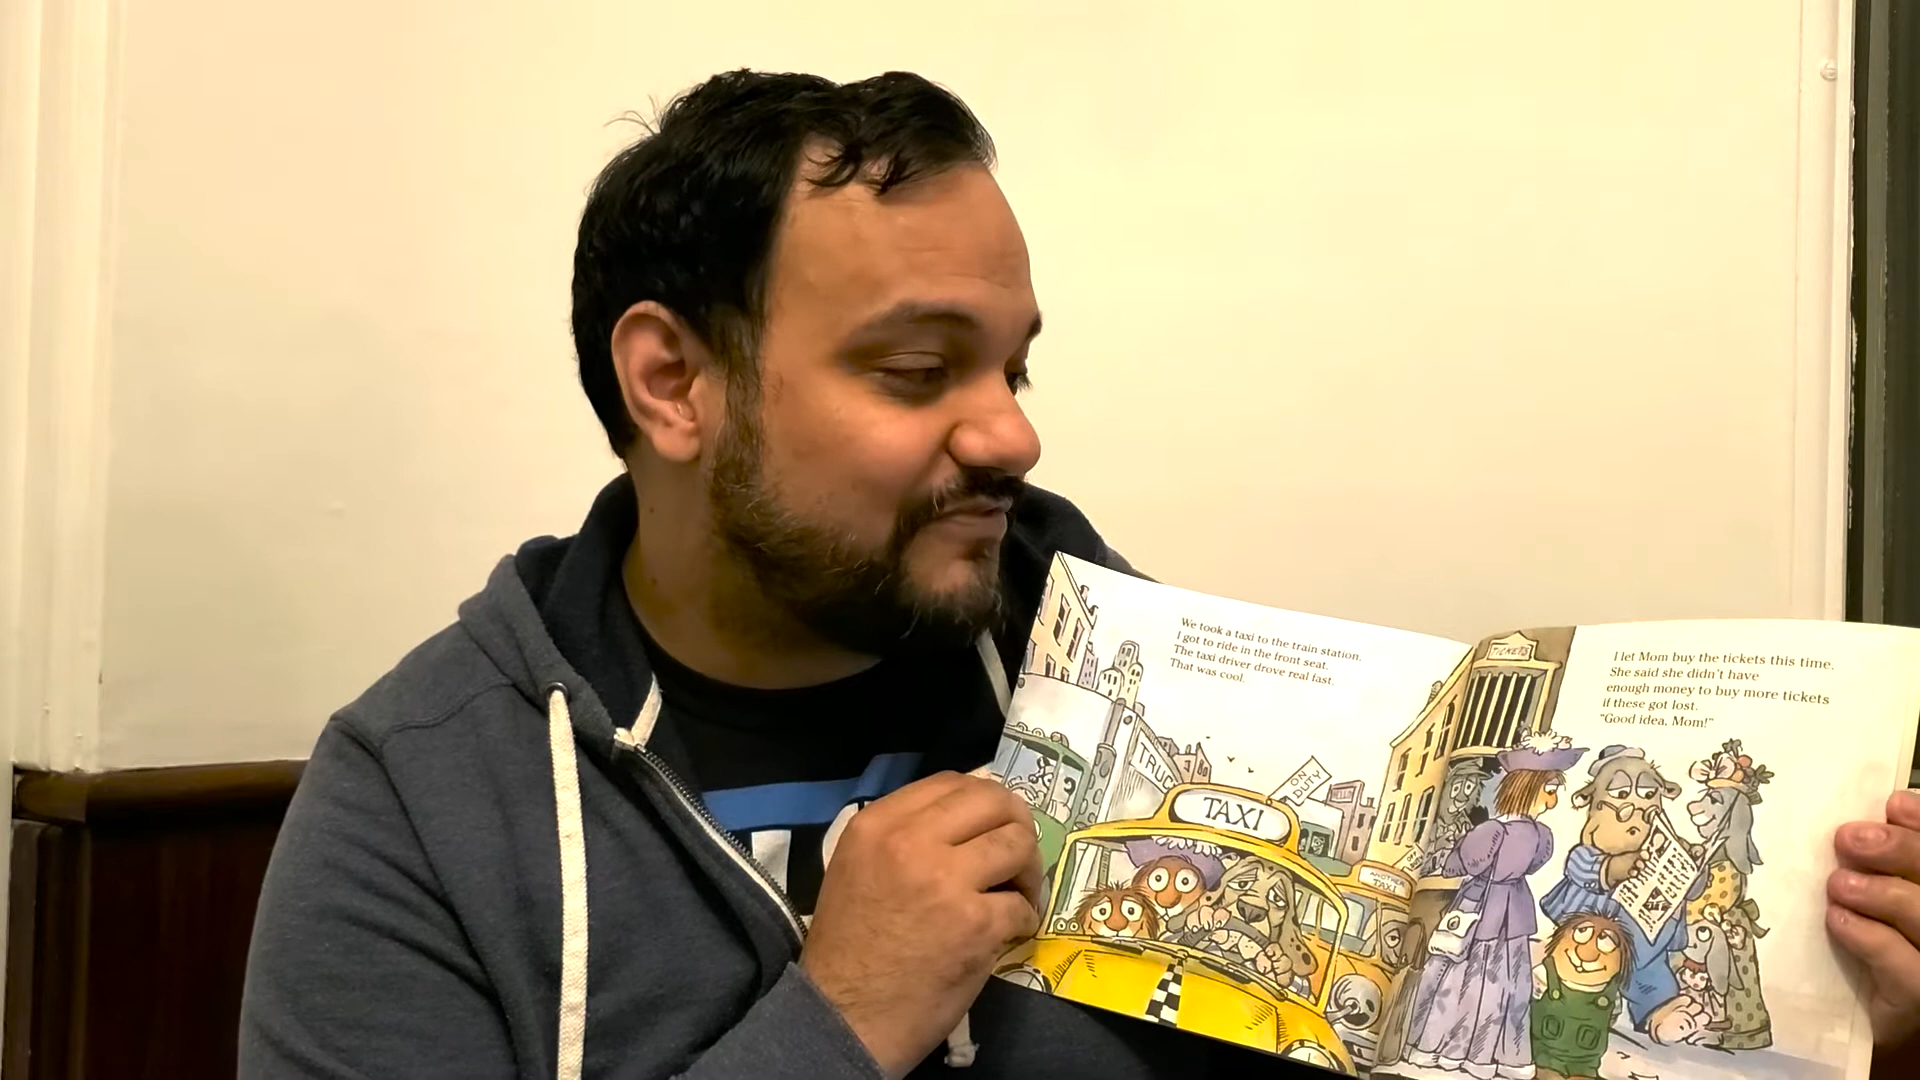 We took a taxi to the train station.
I got to ride in the front seat.
The taxi driver drove real fast.
That was cool.
TRUC
ON
DUTY
TAXI
ANOTHER
TAXI
TICKETS
I let Mom buy the tickets this time.
She said she didn't have
enough money to buy more tickets
if these got lost.
"Good idea, Mom!"